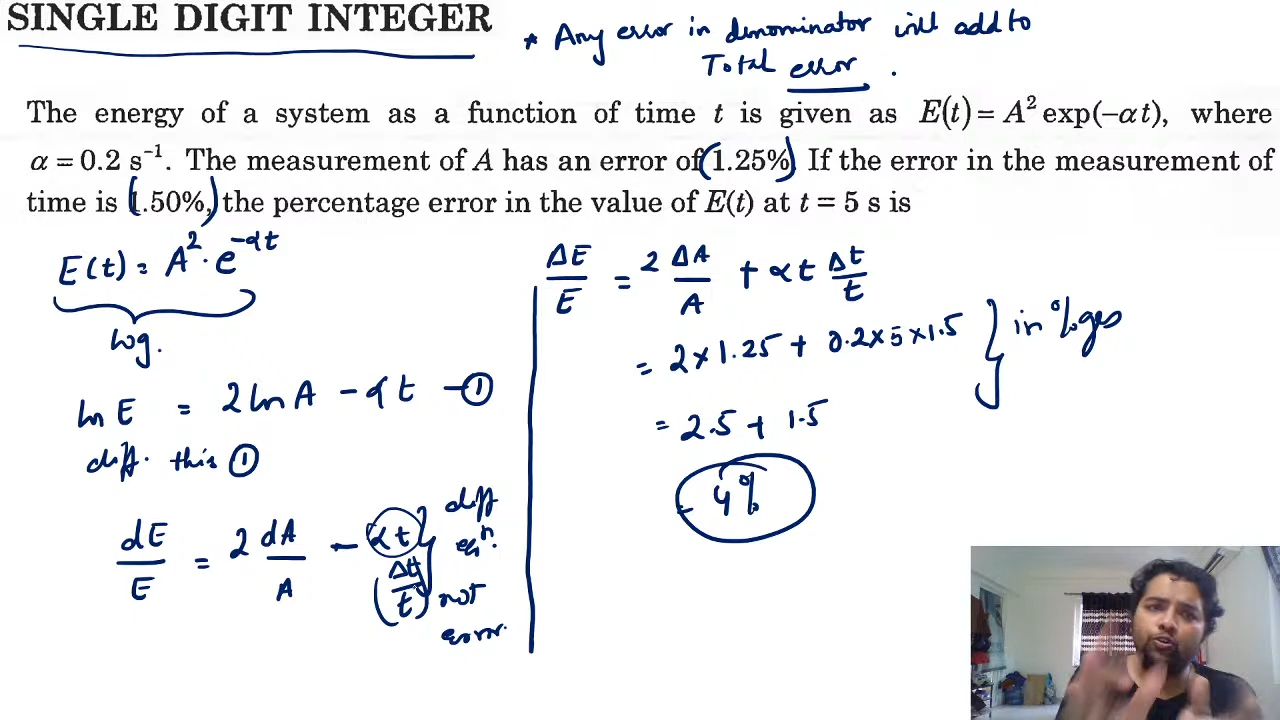 SINGLE DIGIT INTEGER
* Any error in denominator will add to
Total error.
The energy of a system as a function of time t is given as E(t) = A² exp(−αt), where
α = 0.2 s⁻¹. The measurement of A has an error of (1.25%). If the error in the measurement of
time is (1.50%,) the percentage error in the value of E(t) at t = 5 s is
E(t) = A² · e^(−αt)
log.
ln E = 2 ln A − αt − ①
diff. this ①
dE/E = 2 dA/A − αt (Δt/t)
diff
eqⁿ.
not
error.
ΔE/E = 2 ΔA/A + αt Δt/t
= 2×1.25 + 0.2×5×1.5
in %ges
= 2.5 + 1.5
= 4%